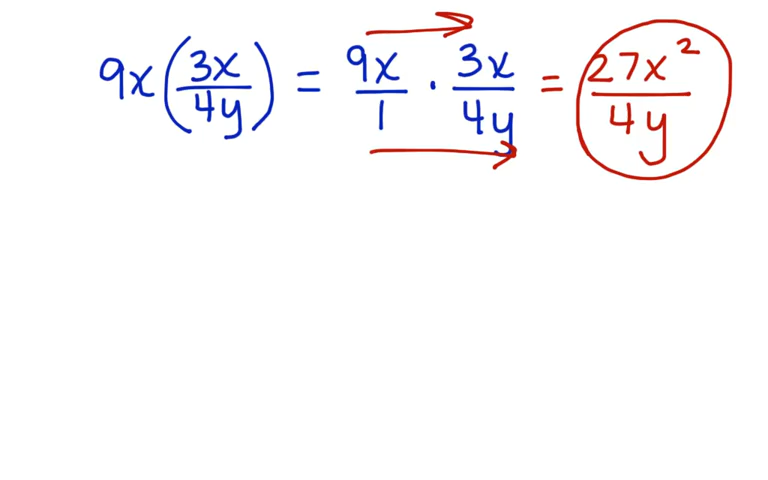 9x(3x/4y) = 9x/1 · 3x/4y = 27x²/4y